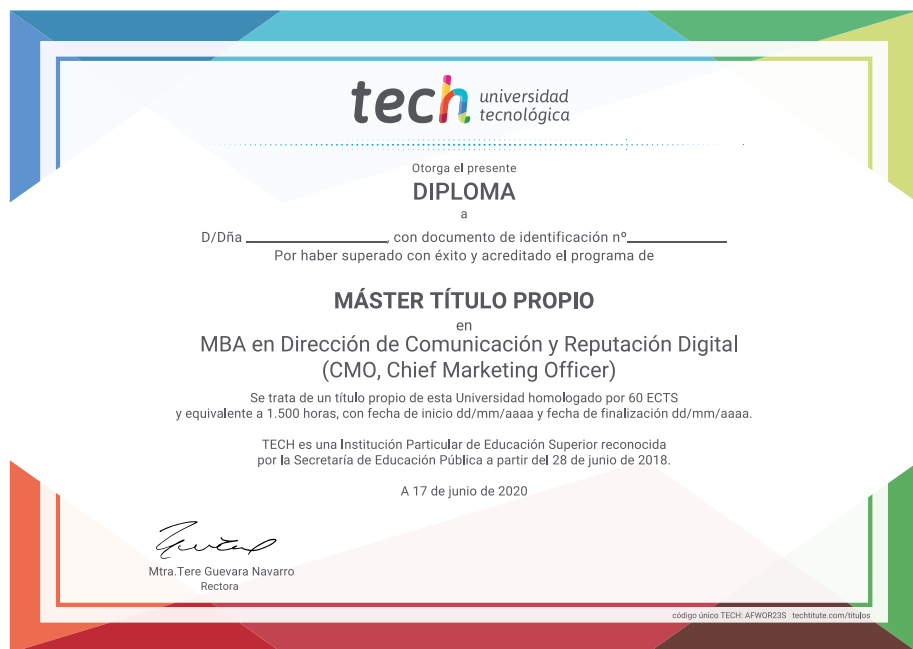 tech universidad
tecnológica
Otorga el presente
DIPLOMA
a
D/Dña ______________, con documento de identificación nº__________
Por haber superado con éxito y acreditado el programa de
MÁSTER TÍTULO PROPIO
en
MBA en Dirección de Comunicación y Reputación Digital
(CMO, Chief Marketing Officer)
Se trata de un título propio de esta Universidad homologado por 60 ECTS
y equivalente a 1.500 horas, con fecha de inicio dd/mm/aaaa y fecha de finalización dd/mm/aaaa.
TECH es una Institución Particular de Educación Superior reconocida
por la Secretaría de Educación Pública a partir del 28 de junio de 2018.
A 17 de junio de 2020
Mtra.Tere Guevara Navarro
Rectora
código único TECH: AFWOR23S techtitute.com/titulos